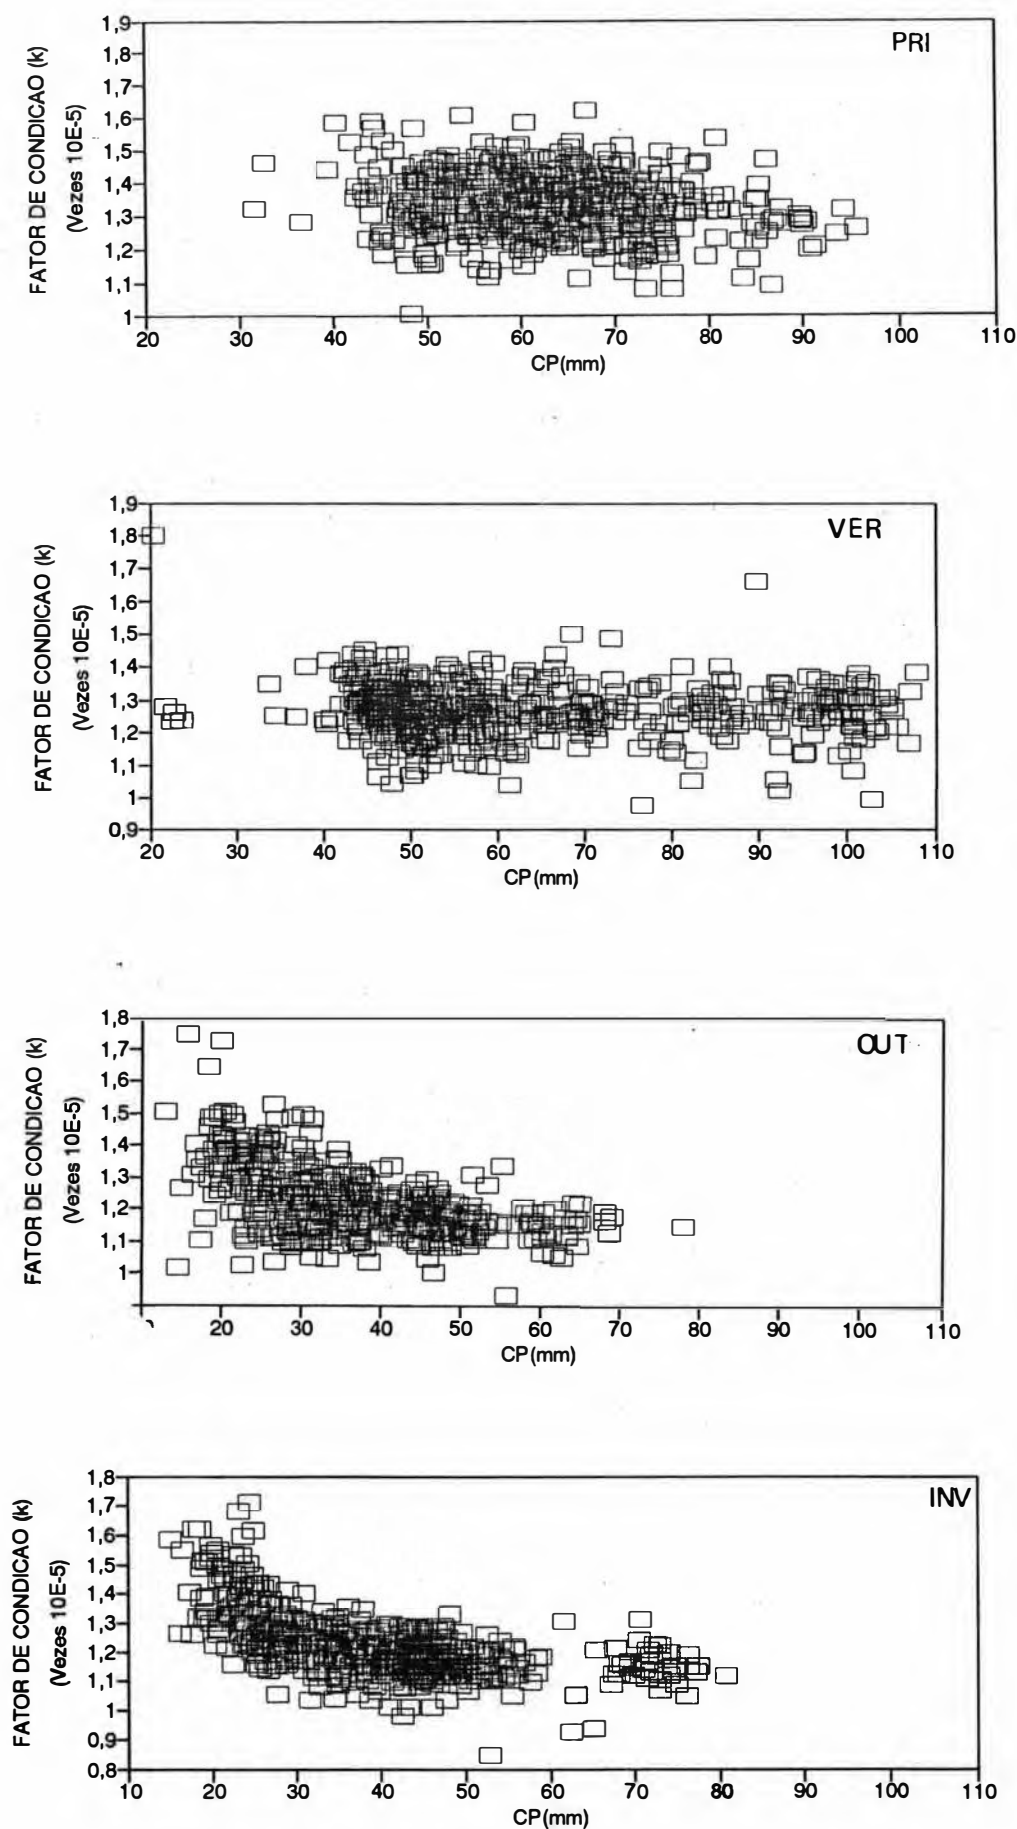 PRI
FATOR DE CONDICAO (k)
(Vezes 10E-5)
1,9
1,8
1,7
1,6
1,5
1,4
1,3
1,2
1,1
1
20 30 40 50 60 70 80 90 100 110
CP(mm)
VER
FATOR DE CONDICAO (k)
(Vezes 10E-5)
1,9
1,8
1,7
1,6
1,5
1,4
1,3
1,2
1,1
1
0,9
20 30 40 50 60 70 80 90 100 110
CP(mm)
OUT
FATOR DE CONDICAO (k)
(Vezes 10E-5)
1,8
1,7
1,6
1,5
1,4
1,3
1,2
1,1
1
20 30 40 50 60 70 80 90 100 110
CP(mm)
INV
FATOR DE CONDICAO (k)
(Vezes 10E-5)
1,8
1,7
1,6
1,5
1,4
1,3
1,2
1,1
1
0,9
0,8
10 20 30 40 50 60 70 80 90 100 110
CP(mm)